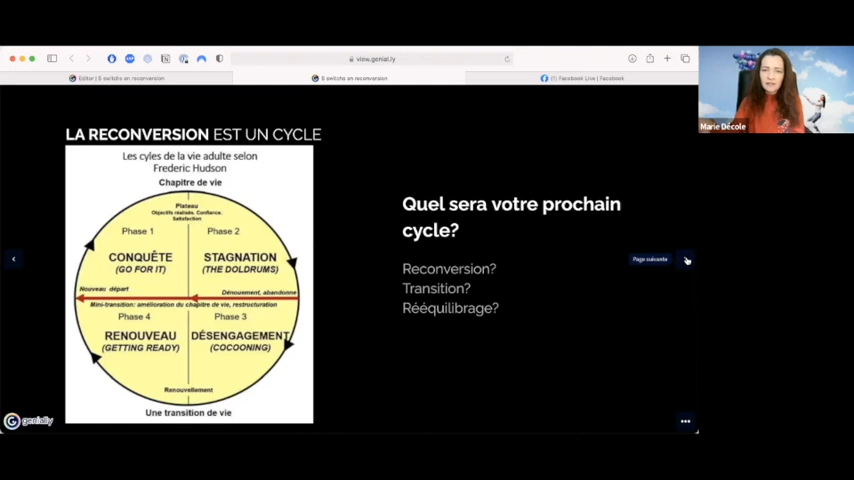 view.genial.ly
Editor | 5 switchs en reconversion
5 switchs en reconversion
(1) Facebook Live | Facebook
Marie Décole
LA RECONVERSION EST UN CYCLE
Les cyles de la vie adulte selon
Frederic Hudson
Chapitre de vie
Plateau
Objectifs réalisés. Confiance.
Satisfaction
Phase 1
Phase 2
CONQUÊTE
(GO FOR IT)
STAGNATION
(THE DOLDRUMS)
Nouveau départ
Dénouement, abandonne
Mini-transition: amélioration du chapitre de vie, restructuration
Phase 4
Phase 3
RENOUVEAU
(GETTING READY)
DÉSENGAGEMENT
(COCOONING)
Renouvellement
Une transition de vie
Quel sera votre prochain
cycle?
Reconversion?
Transition?
Rééquilibrage?
Page suivante
genially